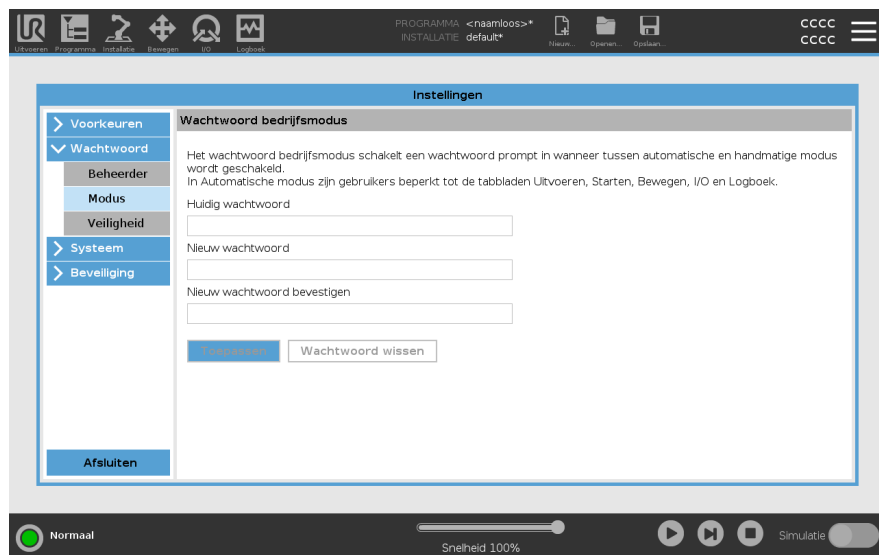 PROGRAMMA <naamloos>*
INSTALLATIE default*
CCCC
CCCC
Uitvoeren Programma Installatie Bewegen I/O Logboek Nieuw... Openen... Opslaan...
Instellingen
Voorkeuren
Wachtwoord
Beheerder
Modus
Veiligheid
Systeem
Beveiliging
Afsluiten
Wachtwoord bedrijfsmodus
Het wachtwoord bedrijfsmodus schakelt een wachtwoord prompt in wanneer tussen automatische en handmatige modus
wordt geschakeld.
In Automatische modus zijn gebruikers beperkt tot de tabbladen Uitvoeren, Starten, Bewegen, I/O en Logboek.
Huidig wachtwoord
Nieuw wachtwoord
Nieuw wachtwoord bevestigen
Toepassen Wachtwoord wissen
Normaal
Snelheid 100%
Simulatie